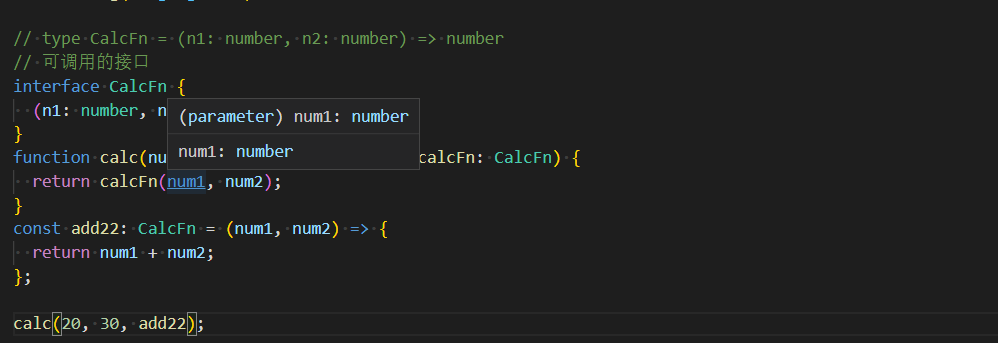 // type CalcFn = (n1: number, n2: number) => number
// 可调用的接口
interface CalcFn {
(n1: number, n
(parameter) num1: number
}
num1: number
function calc(nu calcFn: CalcFn) {
return calcFn(num1, num2);
}
const add22: CalcFn = (num1, num2) => {
return num1 + num2;
};
calc(20, 30, add22);